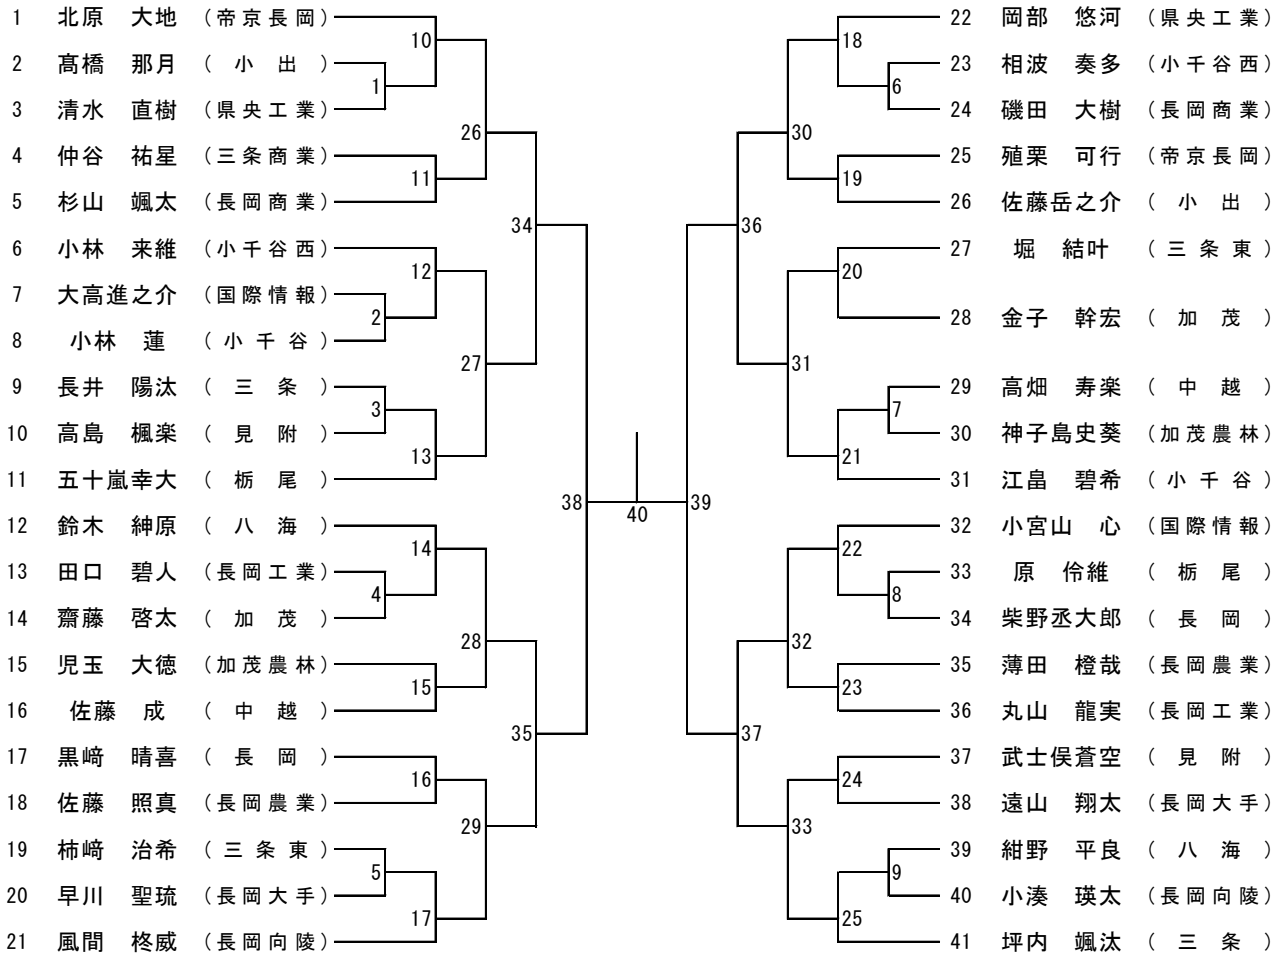 1 北原 大地 (帝京長岡)
2 髙橋 那月 (小出)
3 清水 直樹 (県央工業)
4 仲谷 祐星 (三条商業)
5 杉山 颯太 (長岡商業)
6 小林 来維 (小千谷西)
7 大高進之介 (国際情報)
8 小林 蓮 (小千谷)
9 長井 陽汰 (三条)
10 高島 楓楽 (見附)
11 五十嵐幸大 (栃尾)
12 鈴木 紳原 (八海)
13 田口 碧人 (長岡工業)
14 齋藤 啓太 (加茂)
15 児玉 大徳 (加茂農林)
16 佐藤 成 (中越)
17 黒﨑 晴喜 (長岡)
18 佐藤 照真 (長岡農業)
19 柿﨑 治希 (三条東)
20 早川 聖琉 (長岡大手)
21 風間 柊威 (長岡向陵)
10
1
26
11
34
12
2
27
3
13
38
14
4
28
15
35
16
29
5
17
40
18
6
30
19
36
20
31
7
21
39
22
8
32
23
37
24
33
9
25
22 岡部 悠河 (県央工業)
23 相波 奏多 (小千谷西)
24 磯田 大樹 (長岡商業)
25 殖栗 可行 (帝京長岡)
26 佐藤岳之介 (小出)
27 堀 結叶 (三条東)
28 金子 幹宏 (加茂)
29 高畑 寿楽 (中越)
30 神子島史葵 (加茂農林)
31 江畠 碧希 (小千谷)
32 小宮山 心 (国際情報)
33 原 伶維 (栃尾)
34 柴野丞大郎 (長岡)
35 薄田 橙哉 (長岡農業)
36 丸山 龍実 (長岡工業)
37 武士俣蒼空 (見附)
38 遠山 翔太 (長岡大手)
39 紺野 平良 (八海)
40 小湊 瑛太 (長岡向陵)
41 坪内 颯汰 (三条)